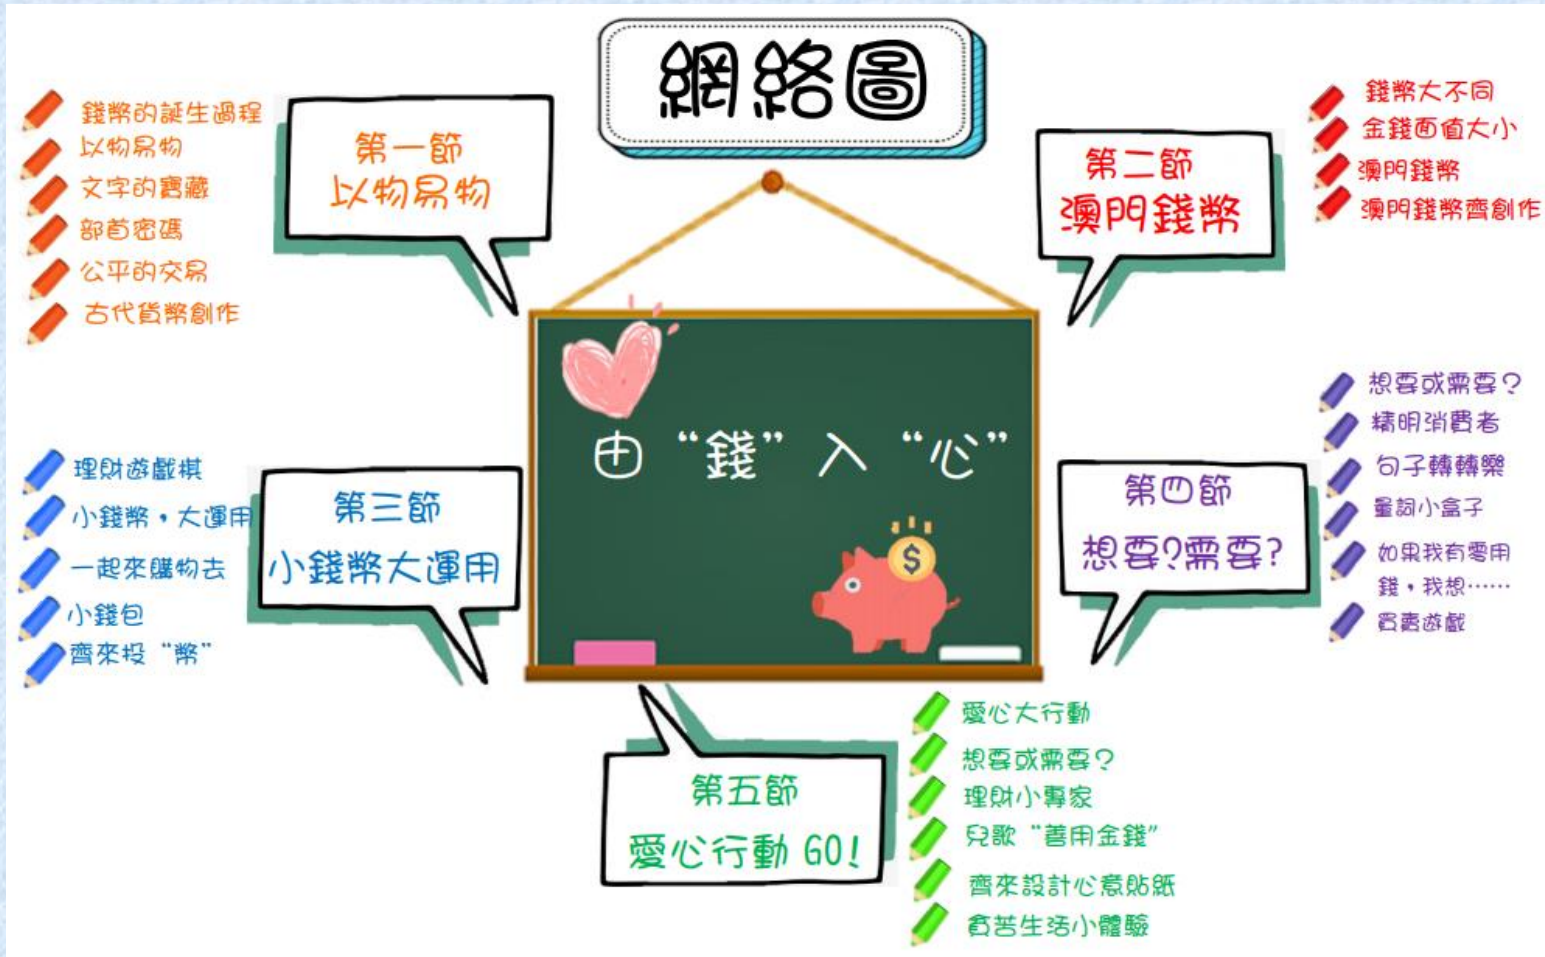 網絡圖
第一節
以物易物
錢幣的誕生過程
以物易物
文字的寶藏
部首密碼
公平的交易
古代貨幣創作
第二節
澳門錢幣
錢幣大不同
金錢面值大小
澳門錢幣
澳門錢幣齊創作
由“錢”入“心”
$
第三節
小錢幣大運用
理財遊戲棋
小錢幣，大運用
一起來購物去
小錢包
齊來投“幣”
第四節
想要?需要?
想要或需要？
精明消費者
句子轉轉樂
量詞小盒子
如果我有零用
錢，我想……
買賣遊戲
第五節
愛心行動 GO!
愛心大行動
想要或需要？
理財小專家
兒歌“善用金錢”
齊來設計心意貼紙
貧苦生活小體驗